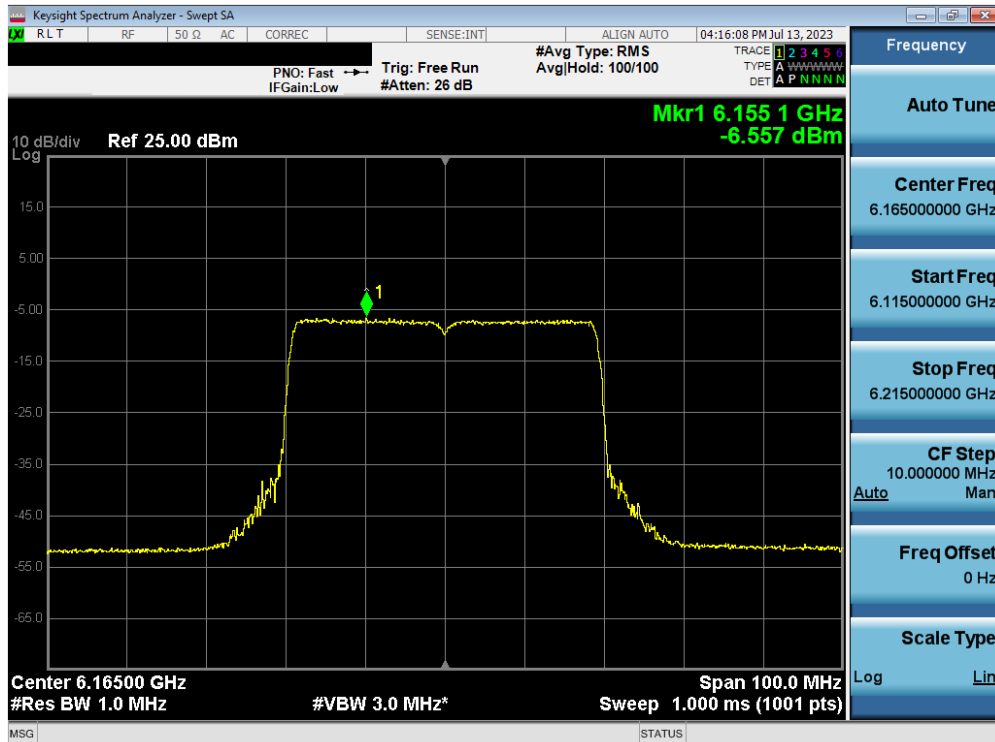 Keysight Spectrum Analyzer - Swept SA
LXI RLT RF 50 Ω AC CORREC SENSE:INT ALIGN AUTO 04:16:08 PM Jul 13, 2023
PNO: Fast
IFGain:Low
Trig: Free Run
#Atten: 26 dB
#Avg Type: RMS
Avg|Hold: 100/100
TRACE 1 2 3 4 5 6
TYPE A W W W W W
DET A P N N N N
Mkr1 6.155 1 GHz
-6.557 dBm
10 dB/div Ref 25.00 dBm
Log
15.0
5.00
-5.00
-15.0
-25.0
-35.0
-45.0
-55.0
-65.0
1
Center 6.16500 GHz Span 100.0 MHz
#Res BW 1.0 MHz #VBW 3.0 MHz* Sweep 1.000 ms (1001 pts)
MSG STATUS
Frequency
Auto Tune
Center Freq
6.165000000 GHz
Start Freq
6.115000000 GHz
Stop Freq
6.215000000 GHz
CF Step
10.000000 MHz
Auto Man
Freq Offset
0 Hz
Scale Type
Log Lin